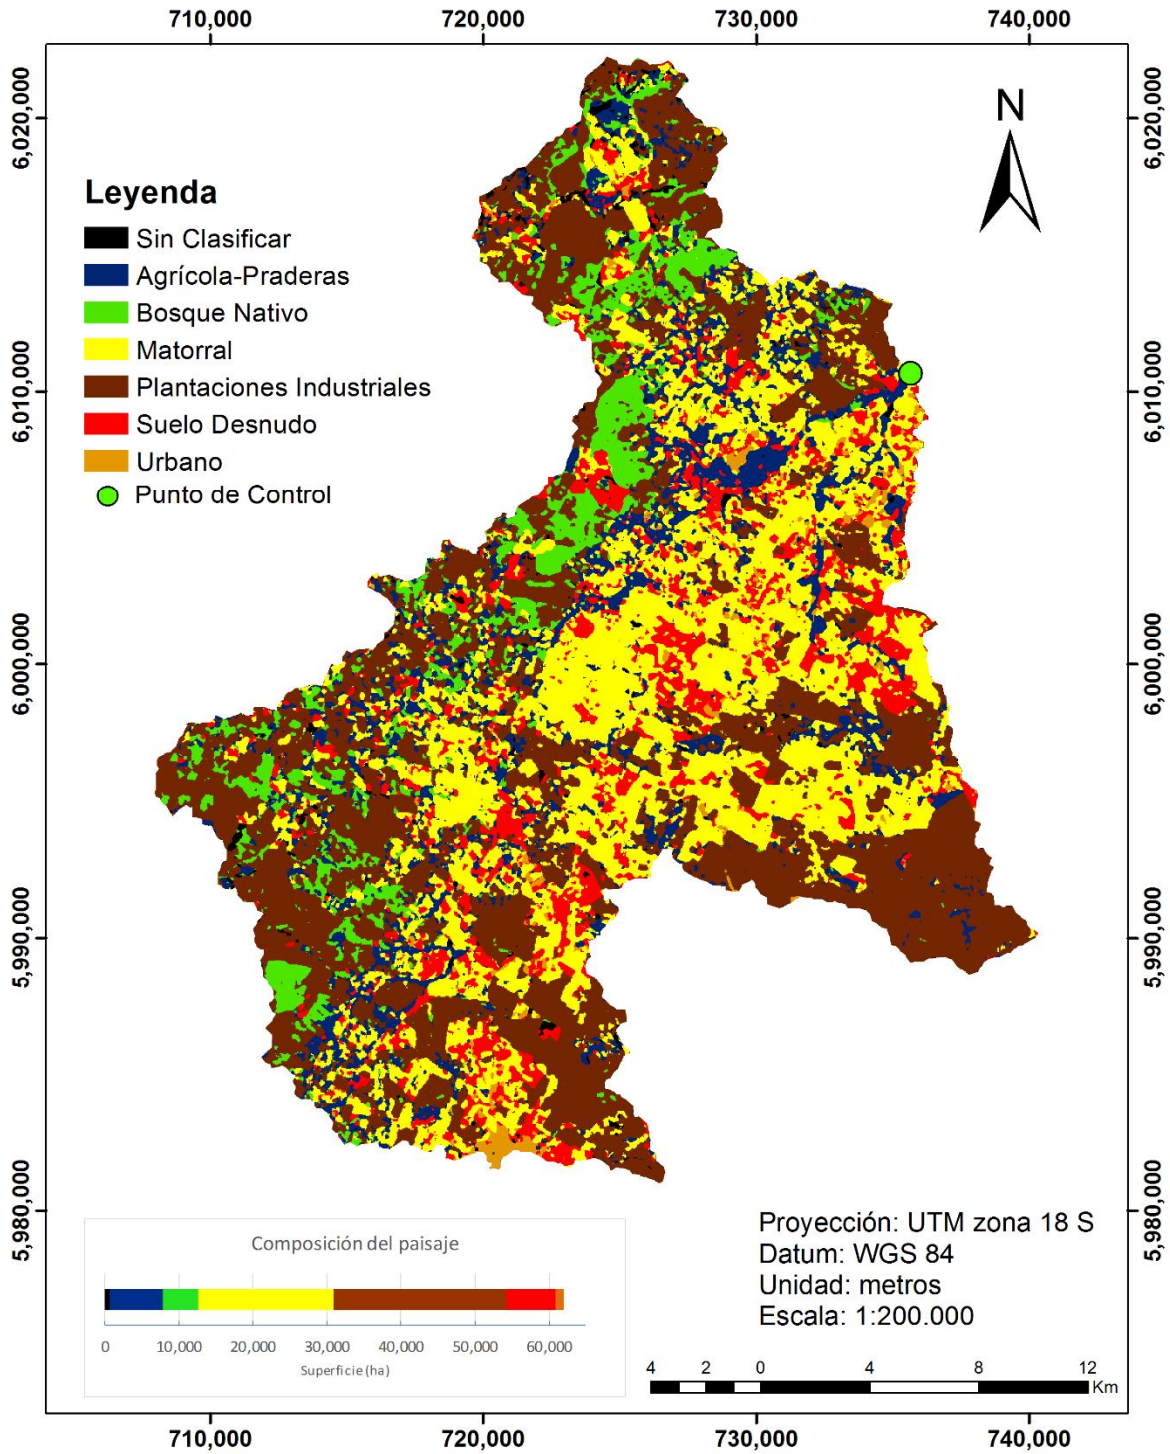 710,000 720,000 730,000 740,000
6,020,000 6,020,000
N
Leyenda
Sin Clasificar
Agrícola-Praderas
Bosque Nativo
Matorral
Plantaciones Industriales
Suelo Desnudo
Urbano
Punto de Control
6,010,000 6,010,000
6,000,000 6,000,000
5,990,000 5,990,000
5,980,000 5,980,000
Composición del paisaje
0 10,000 20,000 30,000 40,000 50,000 60,000
Superficie (ha)
Proyección: UTM zona 18 S
Datum: WGS 84
Unidad: metros
Escala: 1:200.000
4 2 0 4 8 12
Km
710,000 720,000 730,000 740,000